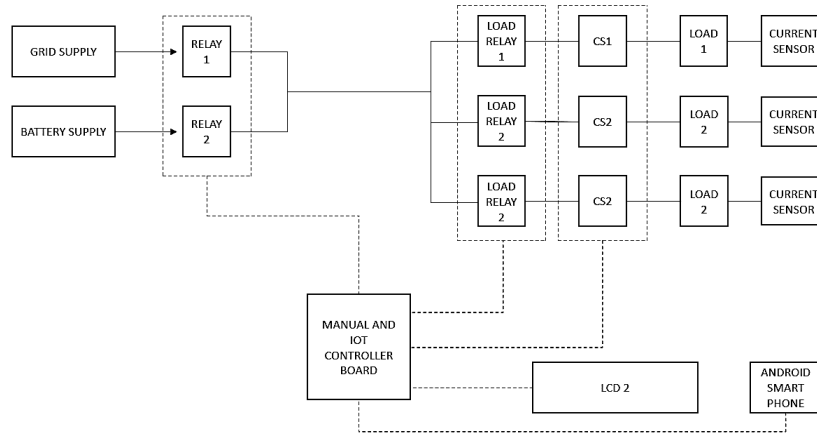 GRID SUPPLY
RELAY
1
LOAD
RELAY
1
CS1
LOAD
1
CURRENT
SENSOR
BATTERY SUPPLY
RELAY
2
LOAD
RELAY
2
CS2
LOAD
2
CURRENT
SENSOR
LOAD
RELAY
2
CS2
LOAD
2
CURRENT
SENSOR
MANUAL AND
IOT
CONTROLLER
BOARD
LCD 2
ANDROID
SMART
PHONE